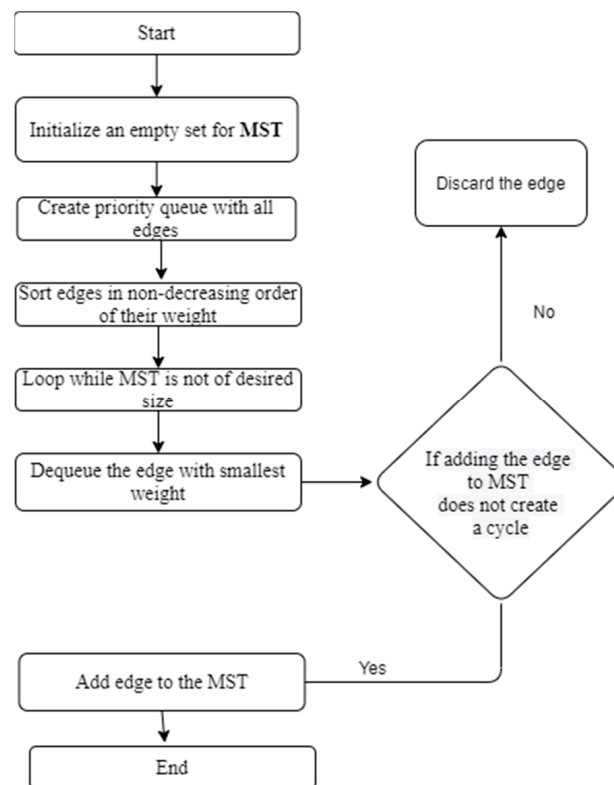 Start
Initialize an empty set for MST
Create priority queue with all
edges
Sort edges in non-decreasing order
of their weight
Loop while MST is not of desired
size
Dequeue the edge with smallest
weight
If adding the edge
to MST
does not create
a cycle
No
Discard the edge
Yes
Add edge to the MST
End